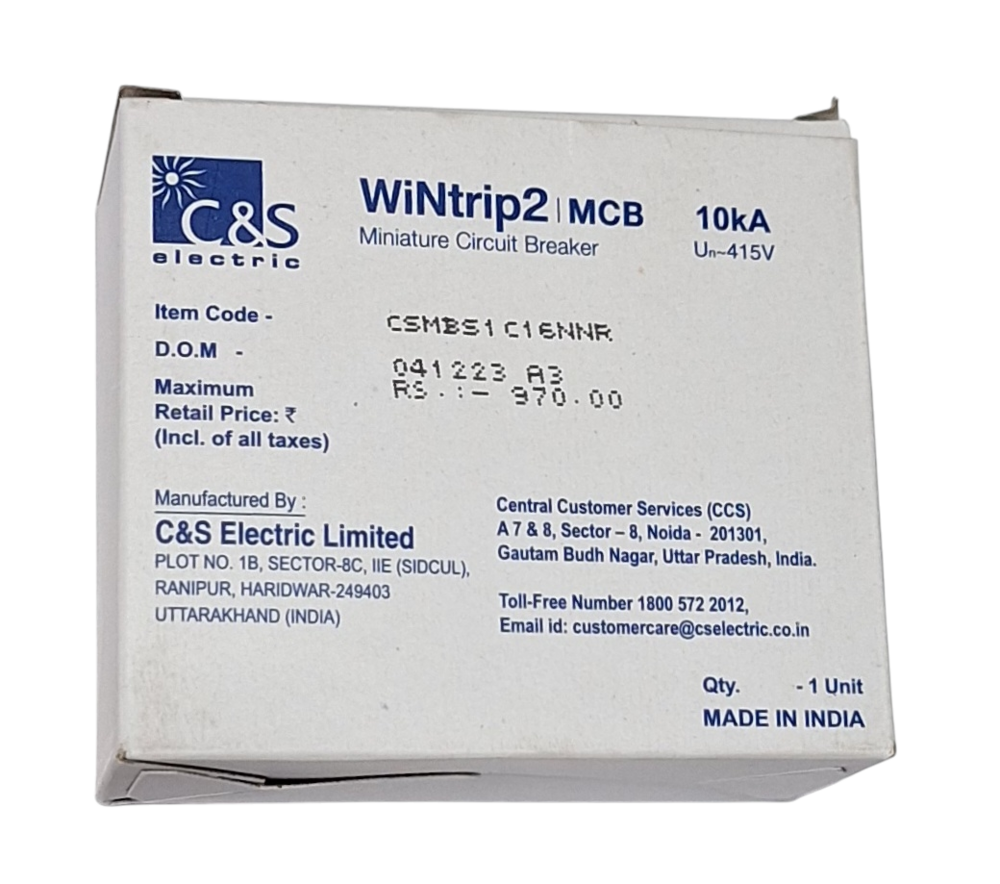 C&S
electric
WiNtrip2 | MCB
Miniature Circuit Breaker
10kA
Un~415V
Item Code - CSMBS1C16NNR
D.O.M - 041223 A3
Maximum
Retail Price: ₹ RS.:- 970.00
(Incl. of all taxes)
Manufactured By :
C&S Electric Limited
PLOT NO. 1B, SECTOR-8C, IIE (SIDCUL),
RANIPUR, HARIDWAR-249403
UTTARAKHAND (INDIA)
Central Customer Services (CCS)
A 7 & 8, Sector – 8, Noida - 201301,
Gautam Budh Nagar, Uttar Pradesh, India.
Toll-Free Number 1800 572 2012,
Email id: customercare@cselectric.co.in
Qty. - 1 Unit
MADE IN INDIA